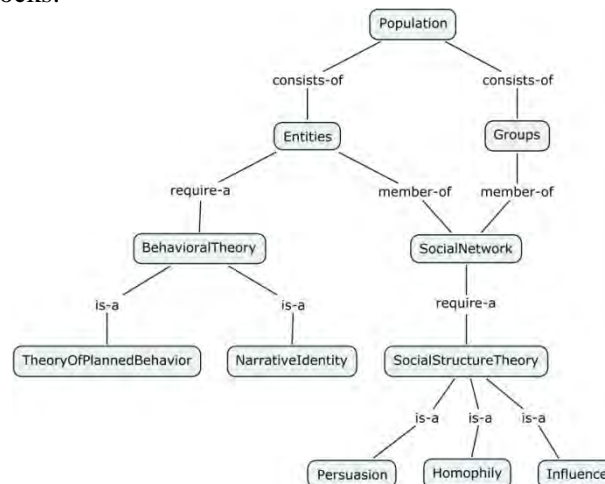 ocks.
Population
consists-of consists-of
Entities Groups
require-a member-of member-of
BehavioralTheory SocialNetwork
is-a is-a require-a
TheoryOfPlannedBehavior NarrativeIdentity SocialStructureTheory
is-a is-a is-a
Persuasion Homophily Influence